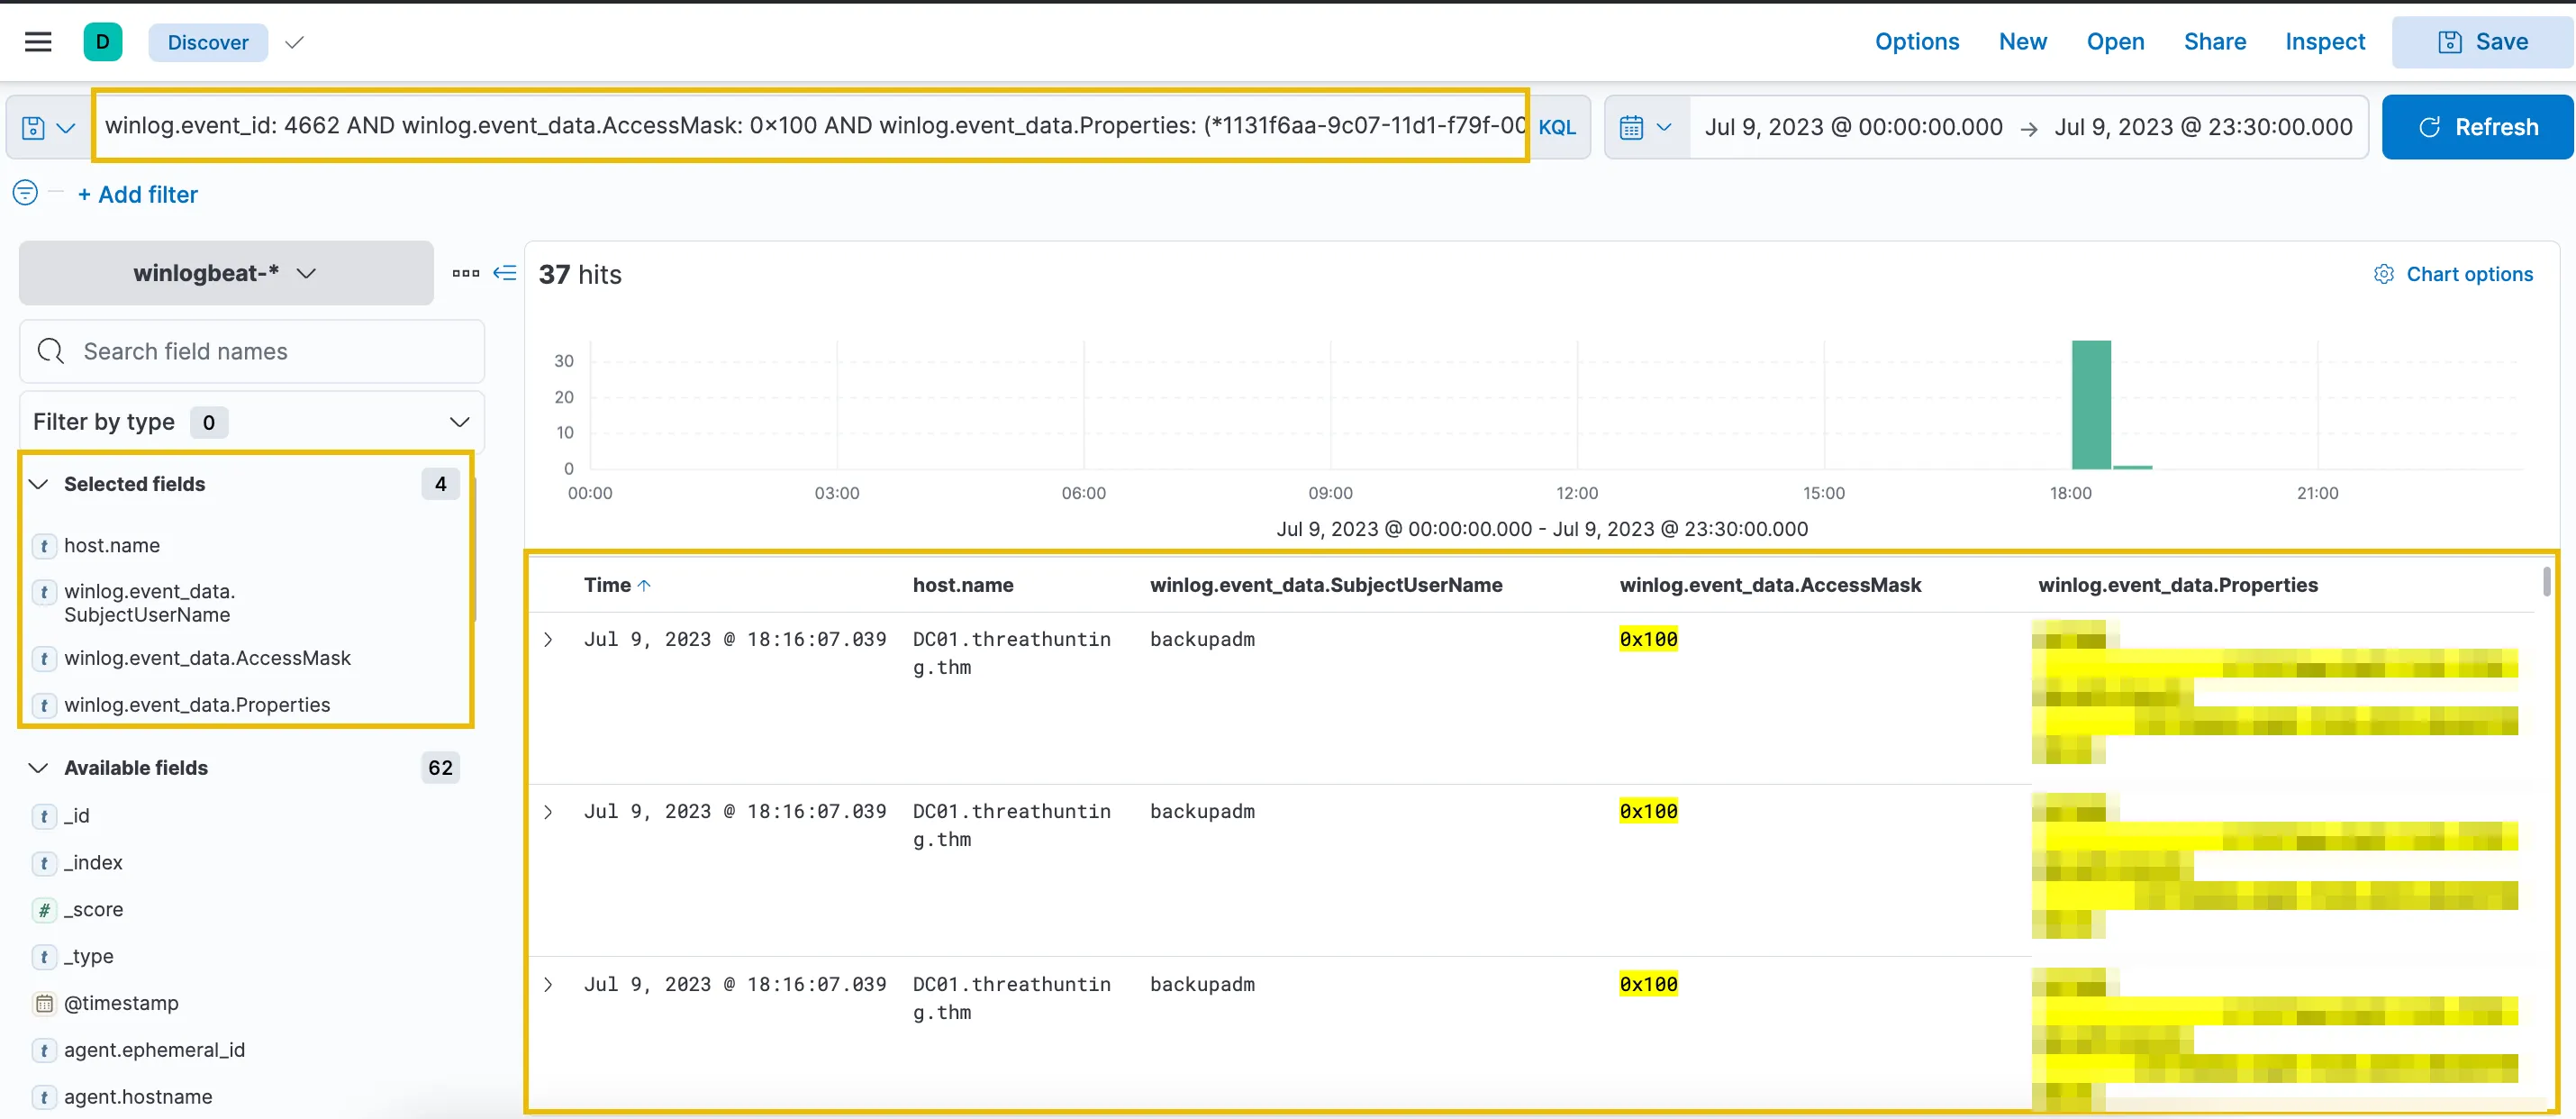 D Discover Options New Open Share Inspect Save
winlog.event_id: 4662 AND winlog.event_data.AccessMask: 0×100 AND winlog.event_data.Properties: (*1131f6aa-9c07-11d1-f79f-00 KQL Jul 9, 2023 @ 00:00:00.000 → Jul 9, 2023 @ 23:30:00.000 Refresh
+ Add filter
winlogbeat-*
37 hits
Chart options
Search field names
Filter by type 0
Selected fields 4
t host.name
t winlog.event_data.
SubjectUserName
t winlog.event_data.AccessMask
t winlog.event_data.Properties
Available fields 62
t _id
t _index
# _score
t _type
@timestamp
t agent.ephemeral_id
t agent.hostname
30
20
10
0
00:00 03:00 06:00 09:00 12:00 15:00 18:00 21:00
Jul 9, 2023 @ 00:00:00.000 - Jul 9, 2023 @ 23:30:00.000
Time ↑ host.name winlog.event_data.SubjectUserName winlog.event_data.AccessMask winlog.event_data.Properties
Jul 9, 2023 @ 18:16:07.039 DC01.threathuntin backupadm 0x100
g.thm
Jul 9, 2023 @ 18:16:07.039 DC01.threathuntin backupadm 0x100
g.thm
Jul 9, 2023 @ 18:16:07.039 DC01.threathuntin backupadm 0x100
g.thm